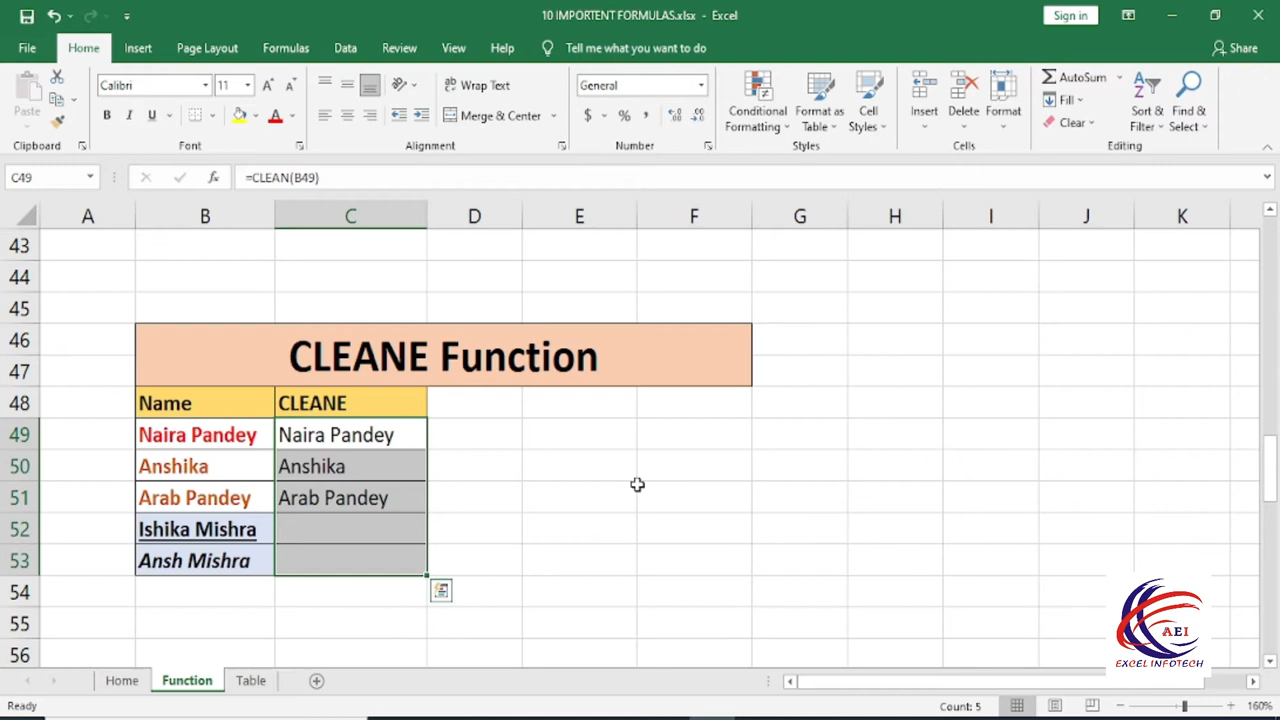 10 IMPORTENT FORMULAS.xlsx - Excel
Sign in
File Home Insert Page Layout Formulas Data Review View Help Tell me what you want to do Share
Paste
Calibri 11
Wrap Text
General
Conditional Formatting
Format as Table
Cell Styles
Insert Delete Format
AutoSum
Fill
Clear
Sort & Filter
Find & Select
B I U
Merge & Center
$ % ,
Clipboard Font Alignment Number Styles Cells Editing
C49 fx =CLEAN(B49)
A B C D E F G H I J K
43
44
45
46
CLEANE Function
47
48 Name CLEANE
49 Naira Pandey Naira Pandey
50 Anshika Anshika
51 Arab Pandey Arab Pandey
52 Ishika Mishra
53 Ansh Mishra
54
55
56
AEI
EXCEL INFOTECH
Home Function Table
Ready Count: 5 160%